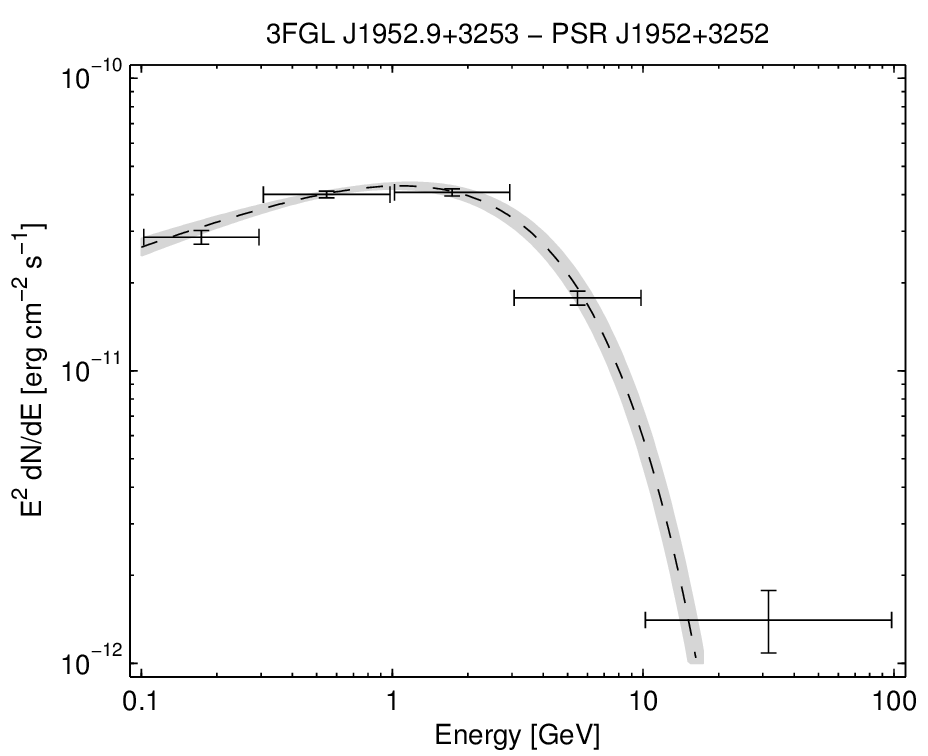 3FGL J1952.9+3253 − PSR J1952+3252
10⁻¹⁰
10⁻¹¹
10⁻¹²
E² dN/dE [erg cm⁻² s⁻¹]
0.1 1 10 100
Energy [GeV]